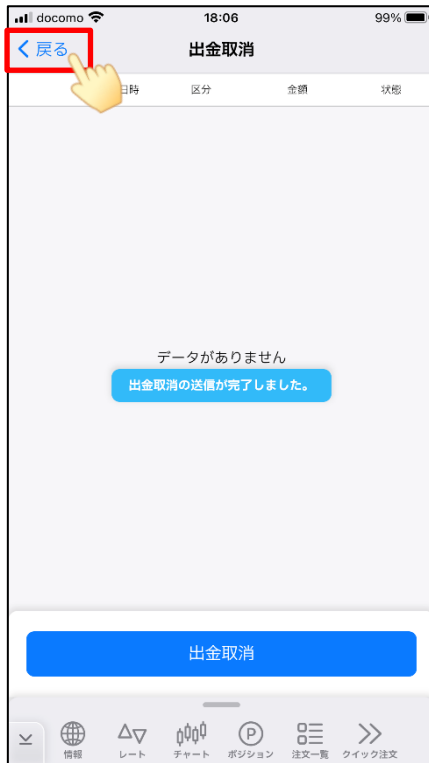 docomo 18:06 99%
戻る 出金取消
日時 区分 金額 状態
データがありません
出金取消の送信が完了しました。
出金取消
情報 レート チャート P ポジション 注文一覧 クイック注文